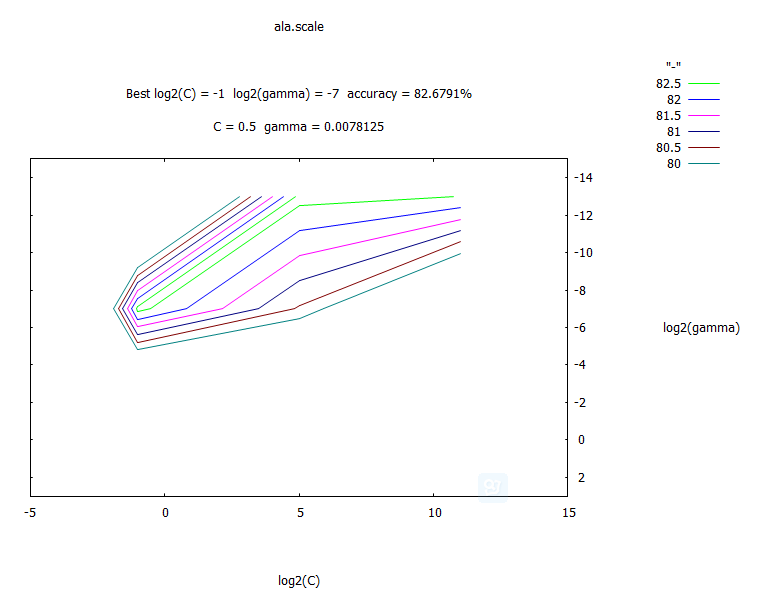 ala.scale
Best log2(C) = -1 log2(gamma) = -7 accuracy = 82.6791%
C = 0.5 gamma = 0.0078125
"-"
82.5
82
81.5
81
80.5
80
-14
-12
-10
-8
-6
-4
-2
0
2
log2(gamma)
-5 0 5 10 15
log2(C)